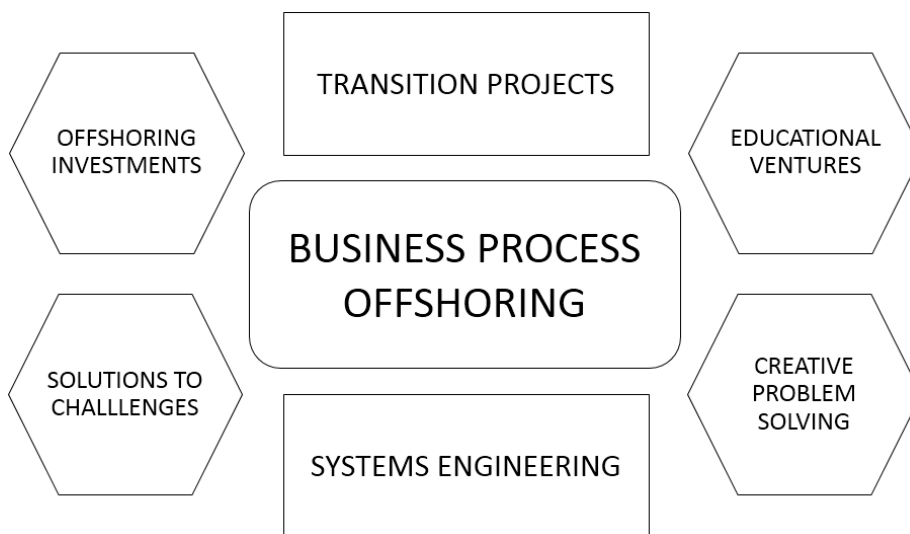 TRANSITION PROJECTS
OFFSHORING
INVESTMENTS
EDUCATIONAL
VENTURES
BUSINESS PROCESS
OFFSHORING
SOLUTIONS TO
CHALLLENGES
CREATIVE
PROBLEM
SOLVING
SYSTEMS ENGINEERING